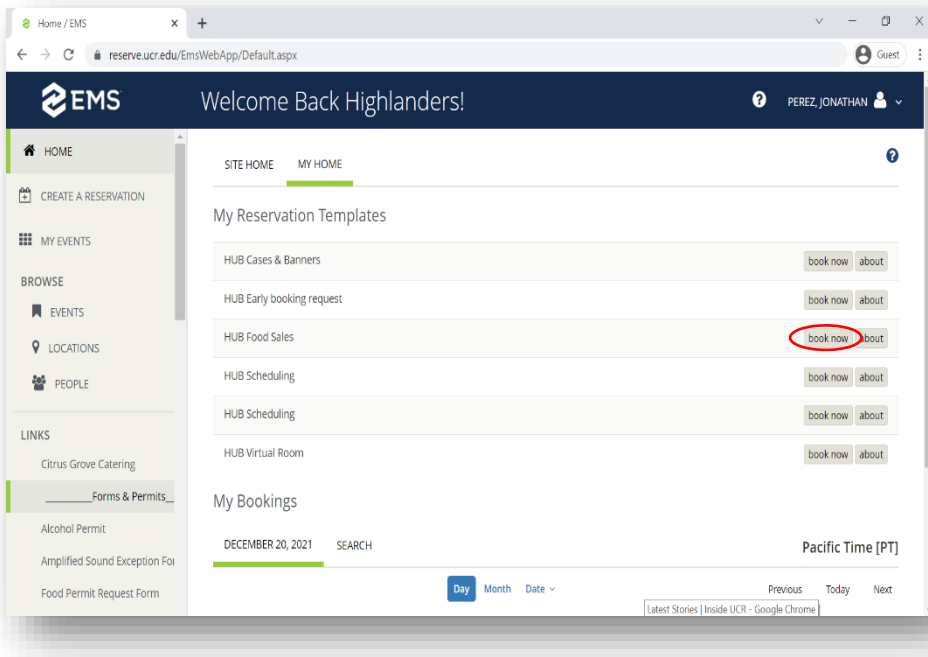 Home / EMS
reserve.ucr.edu/EmsWebApp/Default.aspx
Guest
EMS
Welcome Back Highlanders!
PEREZ, JONATHAN
HOME
CREATE A RESERVATION
MY EVENTS
BROWSE
EVENTS
LOCATIONS
PEOPLE
LINKS
Citrus Grove Catering
__________Forms & Permits__
Alcohol Permit
Amplified Sound Exception For
Food Permit Request Form
SITE HOME MY HOME
My Reservation Templates
HUB Cases & Banners book now about
HUB Early booking request book now about
HUB Food Sales book now about
HUB Scheduling book now about
HUB Scheduling book now about
HUB Virtual Room book now about
My Bookings
DECEMBER 20, 2021 SEARCH Pacific Time [PT]
Day Month Date Previous Today Next
Latest Stories | Inside UCR - Google Chrome